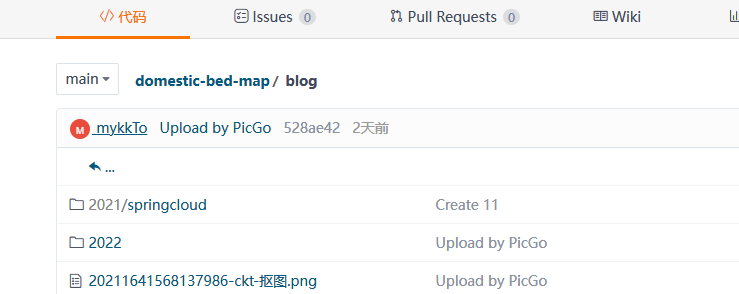 代码 Issues 0 Pull Requests 0 Wiki
main domestic-bed-map / blog
M mykkTo Upload by PicGo 528ae42 2天前
...
2021/springcloud Create 11
2022 Upload by PicGo
20211641568137986-ckt-抠图.png Upload by PicGo